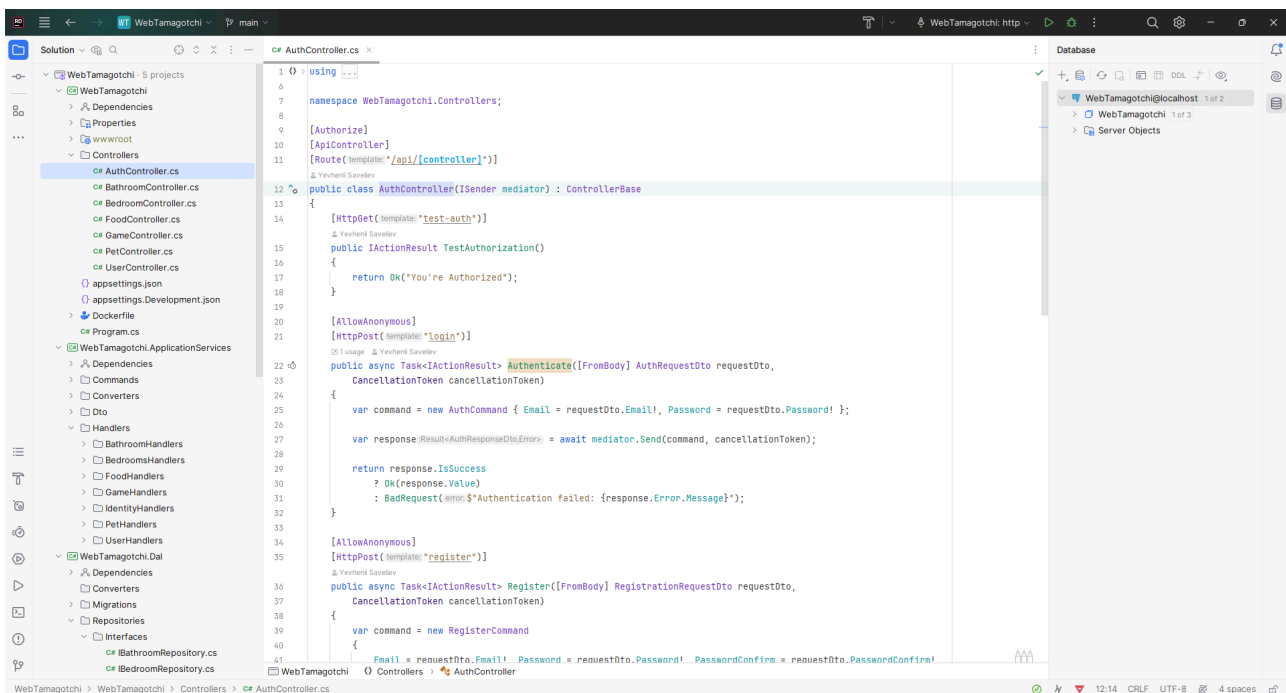 WT WebTamagotchi main WebTamagotchi: http
Solution
WebTamagotchi · 5 projects
WebTamagotchi
Dependencies
Properties
wwwroot
Controllers
C# AuthController.cs
C# BathroomController.cs
C# BedroomController.cs
C# FoodController.cs
C# GameController.cs
C# PetController.cs
C# UserController.cs
{} appsettings.json
{} appsettings.Development.json
Dockerfile
C# Program.cs
WebTamagotchi.ApplicationServices
Dependencies
Commands
Converters
Dto
Handlers
BathroomHandlers
BedroomsHandlers
FoodHandlers
GameHandlers
IdentityHandlers
PetHandlers
UserHandlers
WebTamagotchi.Dal
Dependencies
Converters
Migrations
Repositories
Interfaces
C# IBathroomRepository.cs
C# IBedroomRepository.cs
C# AuthController.cs
1 using ...
6
7 namespace WebTamagotchi.Controllers;
8
9 [Authorize]
10 [ApiController]
11 [Route(template:"/api/[controller]")]
Yevhenii Saveliev
12 public class AuthController(ISender mediator) : ControllerBase
13 {
14 [HttpGet(template:"test-auth")]
Yevhenii Saveliev
15 public IActionResult TestAuthorization()
16 {
17 return Ok("You're Authorized");
18 }
19
20 [AllowAnonymous]
21 [HttpPost(template:"login")]
1 usage Yevhenii Saveliev
22 public async Task<IActionResult> Authenticate([FromBody] AuthRequestDto requestDto,
23 CancellationToken cancellationToken)
24 {
25 var command = new AuthCommand { Email = requestDto.Email!, Password = requestDto.Password! };
26
27 var response:Result<AuthResponseDto,Error> = await mediator.Send(command, cancellationToken);
28
29 return response.IsSuccess
30 ? Ok(response.Value)
31 : BadRequest(error:$"Authentication failed: {response.Error.Message}");
32 }
33
34 [AllowAnonymous]
35 [HttpPost(template:"register")]
Yevhenii Saveliev
36 public async Task<IActionResult> Register([FromBody] RegistrationRequestDto requestDto,
37 CancellationToken cancellationToken)
38 {
39 var command = new RegisterCommand
40 {
41 Email = requestDto.Email!, Password = requestDto.Password!, PasswordConfirm = requestDto.PasswordConfirm!
WebTamagotchi {} Controllers > AuthController
Database
DDL
WebTamagotchi@localhost 1 of 2
WebTamagotchi 1 of 3
Server Objects
WebTamagotchi > WebTamagotchi > Controllers > C# AuthController.cs
12:14 CRLF UTF-8 4 spaces